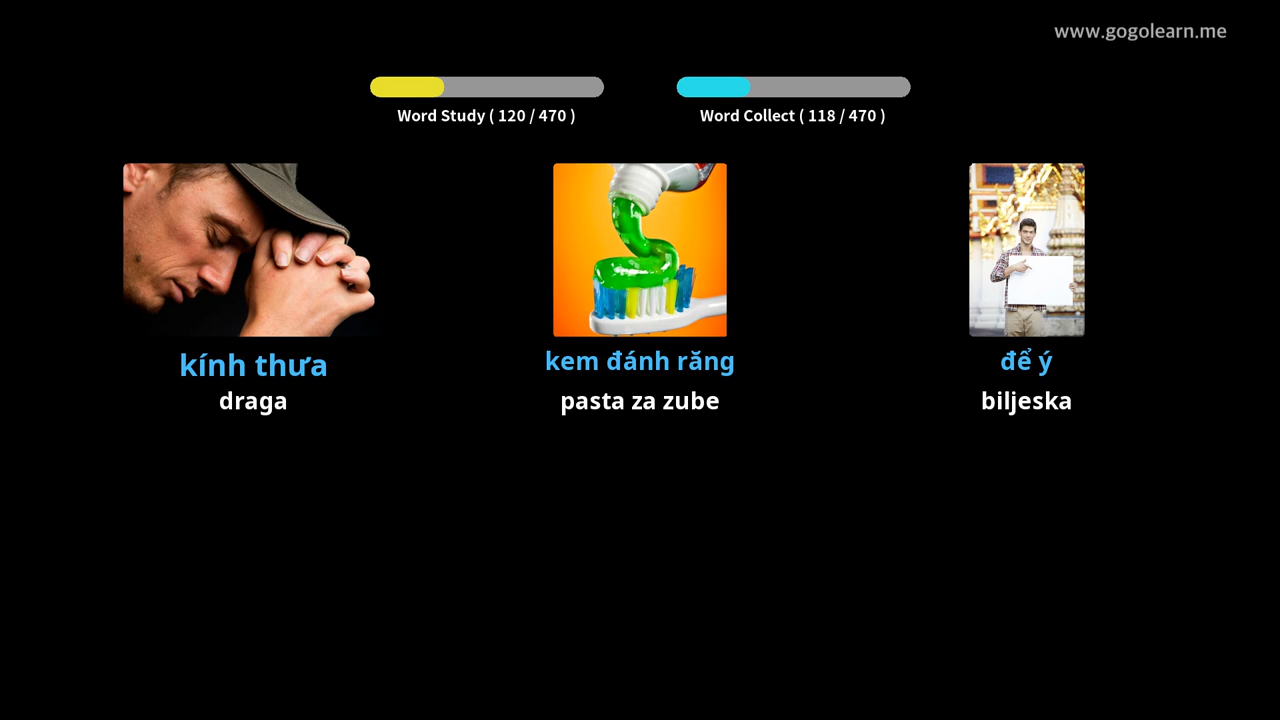 www.gogolearn.me
Word Study ( 120 / 470 )
Word Collect ( 118 / 470 )
kính thưa
draga
kem đánh răng
pasta za zube
để ý
biljeska